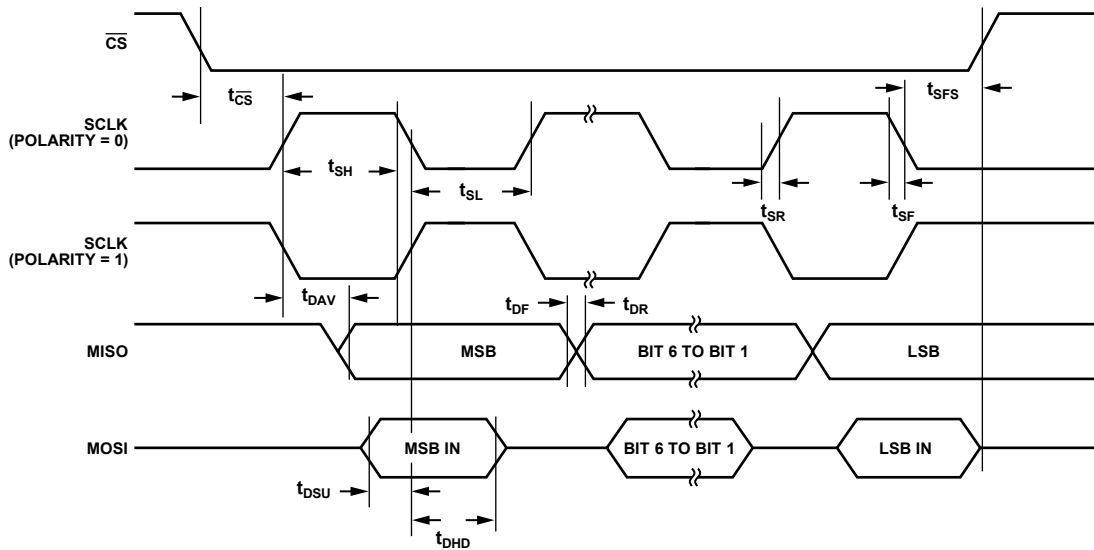 CS
tCS
tSFS
SCLK
(POLARITY = 0)
tSH
tSL
tSR
tSF
SCLK
(POLARITY = 1)
tDAV
tDF
tDR
MISO
MSB
BIT 6 TO BIT 1
LSB
MOSI
MSB IN
BIT 6 TO BIT 1
LSB IN
tDSU
tDHD